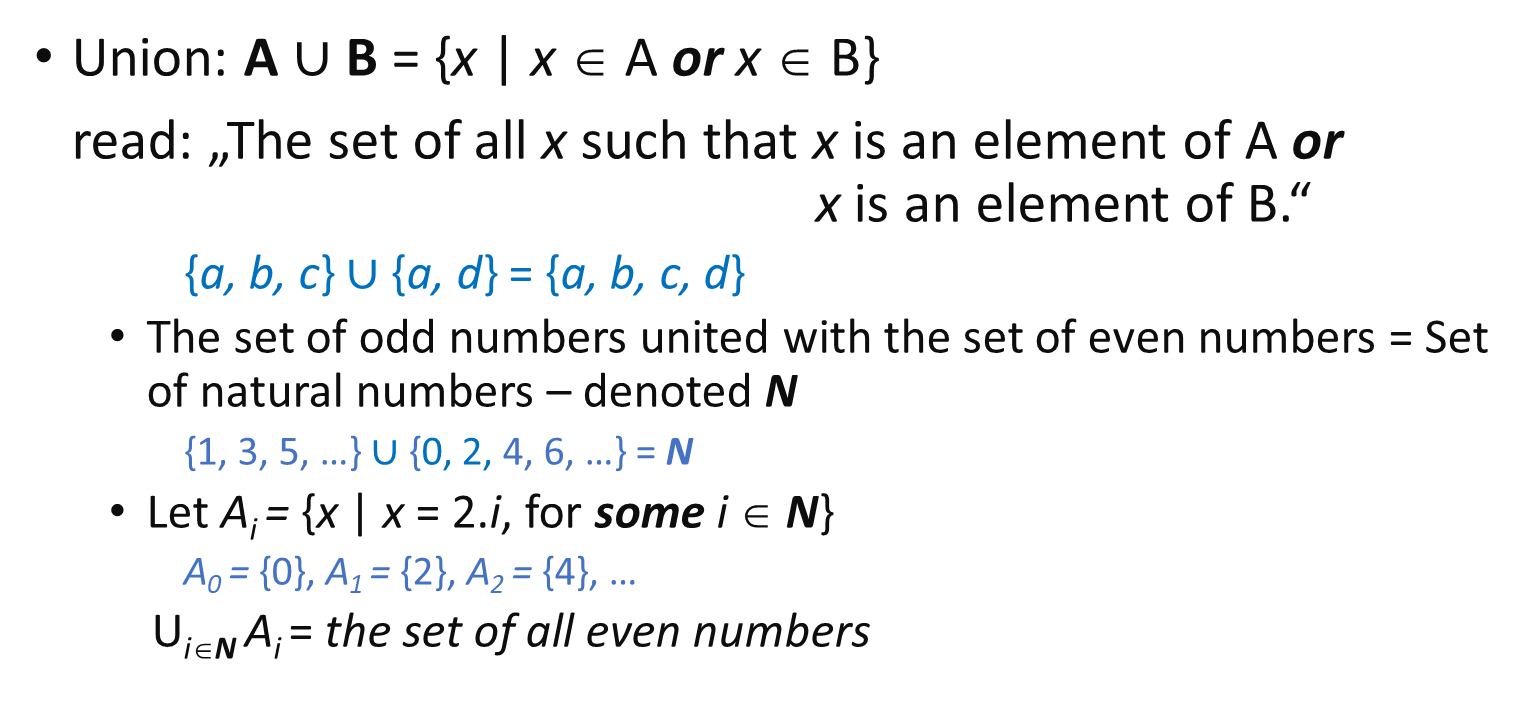 • Union: A ∪ B = {x | x ∈ A or x ∈ B}
read: „The set of all x such that x is an element of A or
x is an element of B.“
{a, b, c} ∪ {a, d} = {a, b, c, d}
• The set of odd numbers united with the set of even numbers = Set
of natural numbers – denoted N
{1, 3, 5, …} ∪ {0, 2, 4, 6, …} = N
• Let Aᵢ = {x | x = 2.i, for some i ∈ N}
A₀ = {0}, A₁ = {2}, A₂ = {4}, …
∪i∈N Aᵢ = the set of all even numbers